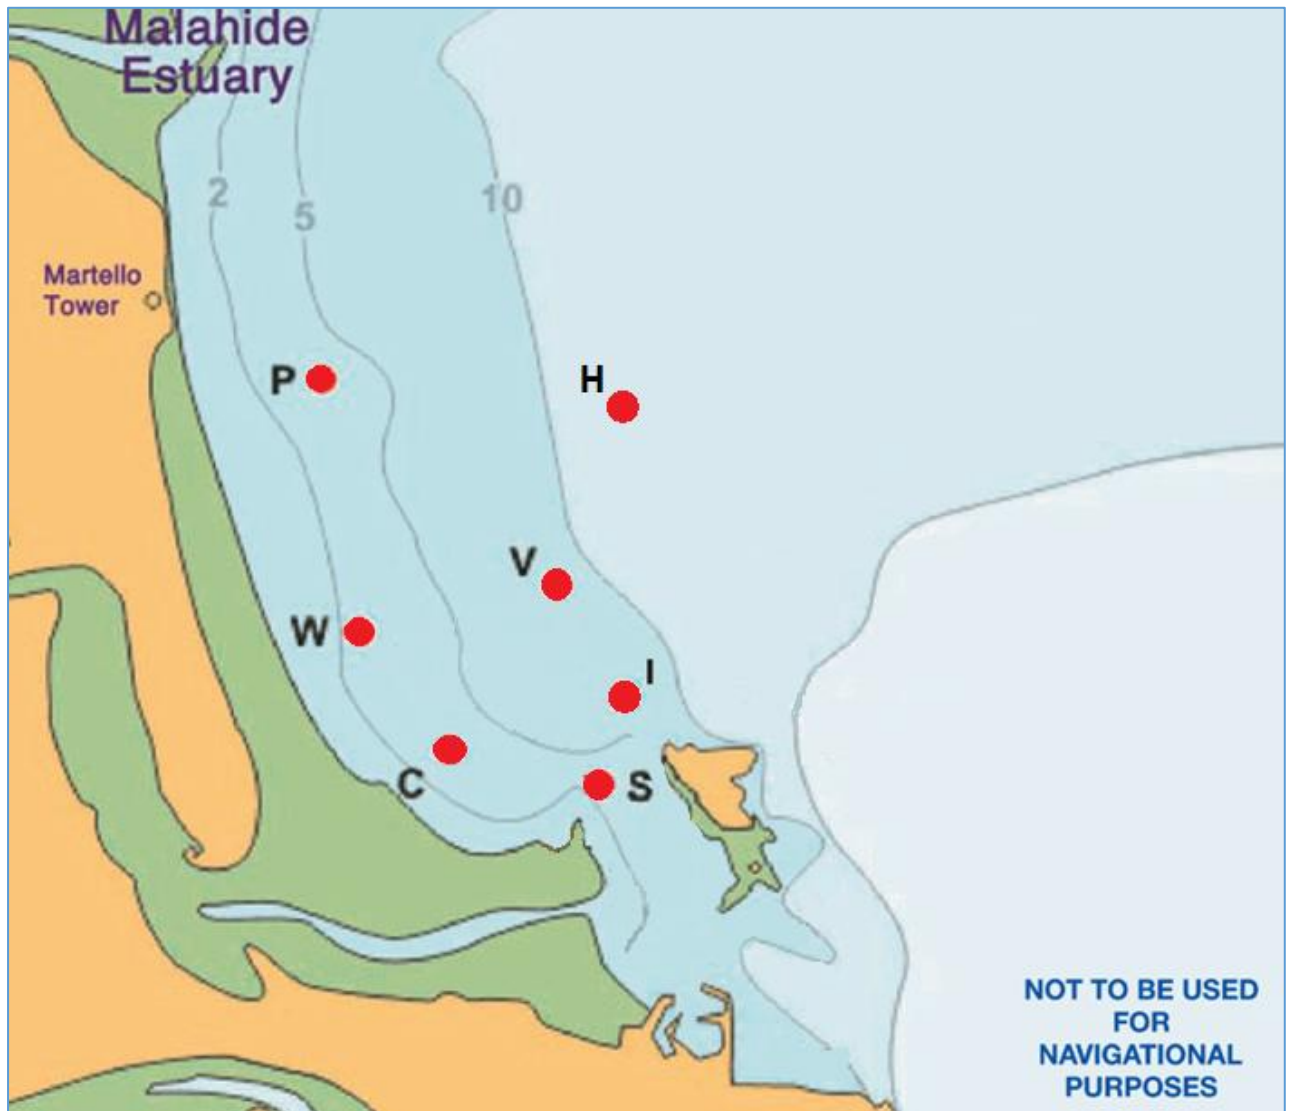 Malahide
Estuary
2
5
10
Martello
Tower
P
H
V
W
I
C
S
NOT TO BE USED
FOR
NAVIGATIONAL
PURPOSES